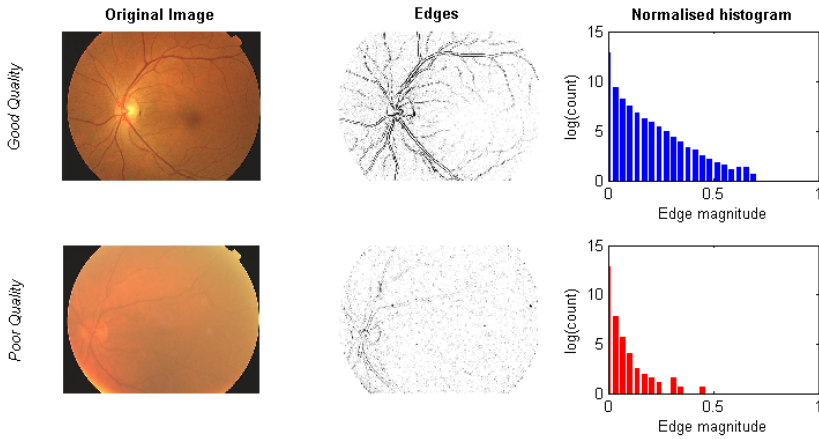 Original Image
Edges
Normalised histogram
Good Quality
log(count)
15
10
5
0
0
0.5
1
Edge magnitude
Poor Quality
log(count)
15
10
5
0
0
0.5
1
Edge magnitude